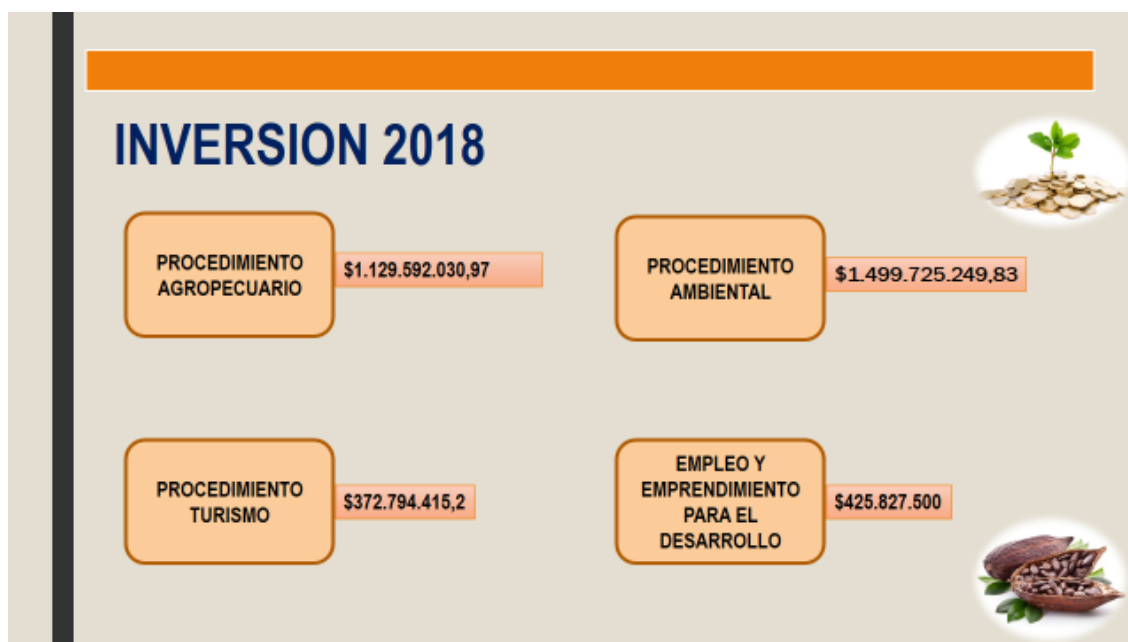 INVERSION 2018
PROCEDIMIENTO
AGROPECUARIO
$1.129.592.030,97
PROCEDIMIENTO
AMBIENTAL
$1.499.725.249,83
PROCEDIMIENTO
TURISMO
$372.794.415,2
EMPLEO Y
EMPRENDIMIENTO
PARA EL
DESARROLLO
$425.827.500